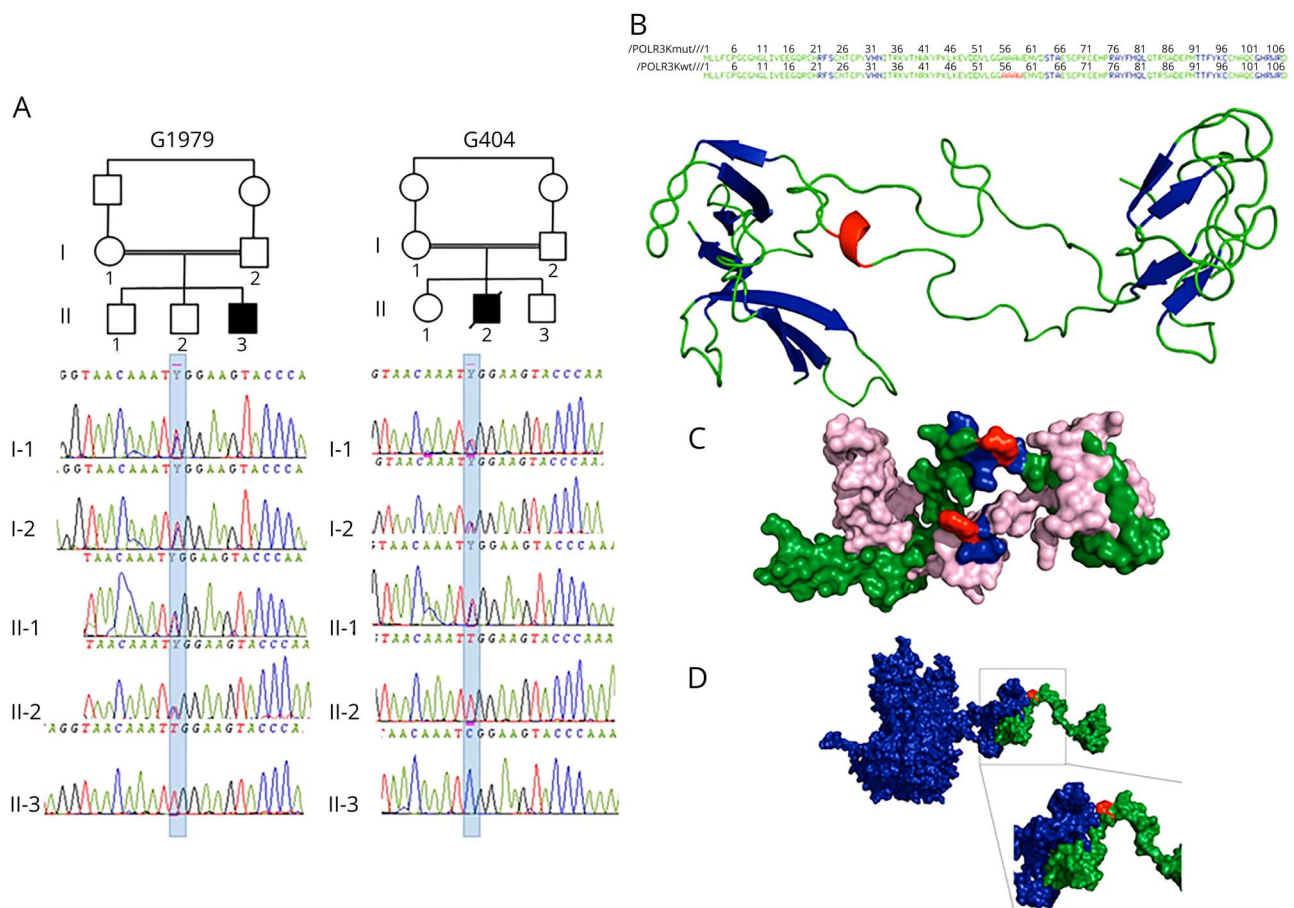 B
/POLR3Kmut///1 6 11 16 21 26 31 36 41 46 51 56 61 66 71 76 81 86 91 96 101 106
/POLR3Kwt///1 6 11 16 21 26 31 36 41 46 51 56 61 66 71 76 81 86 91 96 101 106
A
G1979
I
1
2
II
1
2
3
GGTAACAAATYGGAAGTACCCA
I-1
GGTAACAAATYGGAAGTACCCA
I-2
TAACAAATYGGAAGTACCCAA
II-1
TAACAAATYGGAAGTACCCAA
II-2
AGGTAACAAATTGGAAGTACCCA
II-3
G404
I
1
2
II
1
2
3
GTAACAAATYGGAAGTACCCAA
I-1
GTAACAAATYGGAAGTACCCAA
I-2
GTAACAAATYGGAAGTACCCAAA
II-1
TAACAAATTGGAAGTACCCAAA
II-2
AACAAATCGGAAGTACCCAAA
II-3
C
D